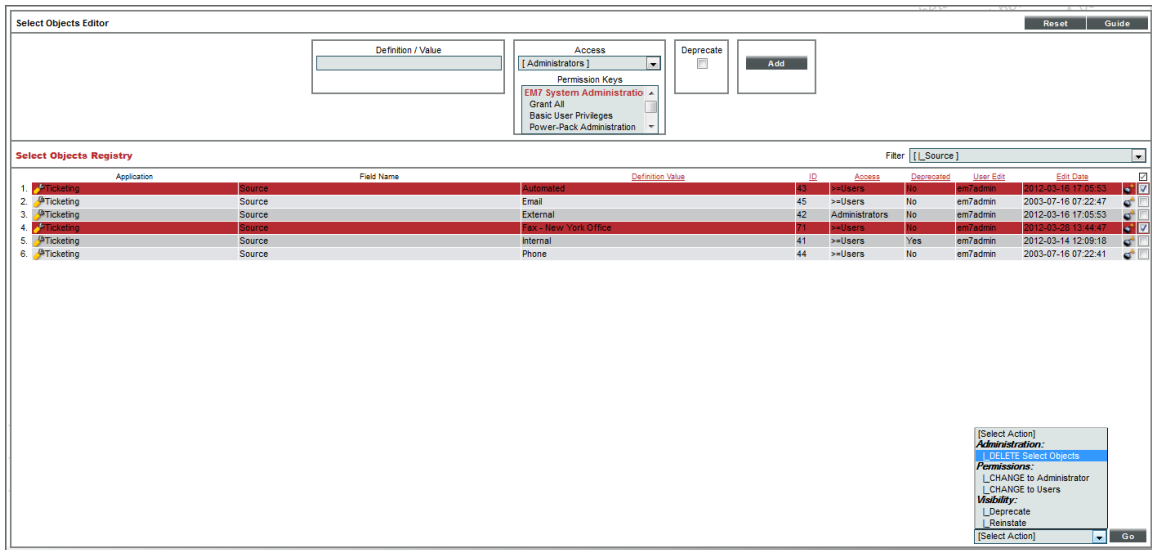 Select Objects Editor Reset Guide
Definition / Value Access Deprecate
[ Administrators ] Add
Permission Keys
EM7 System Administratio
Grant All
Basic User Privileges
Power-Pack Administration
Select Objects Registry Filter [ |_Source ]
Application Field Name Definition Value ID Access Deprecated User Edit Edit Date
1. Ticketing Source Automated 43 >=Users No em7admin 2012-03-16 17:05:53
2. Ticketing Source Email 45 >=Users No em7admin 2003-07-16 07:22:47
3. Ticketing Source External 42 Administrators No em7admin 2012-03-16 17:05:53
4. Ticketing Source Fax - New York Office 71 >=Users No em7admin 2012-03-28 13:44:47
5. Ticketing Source Internal 41 >=Users Yes em7admin 2012-03-14 12:09:18
6. Ticketing Source Phone 44 >=Users No em7admin 2003-07-16 07:22:41
[Select Action]
Administration:
|_DELETE Select Objects
Permissions:
|_CHANGE to Administrator
|_CHANGE to Users
Visibility:
|_Deprecate
|_Reinstate
[Select Action] Go